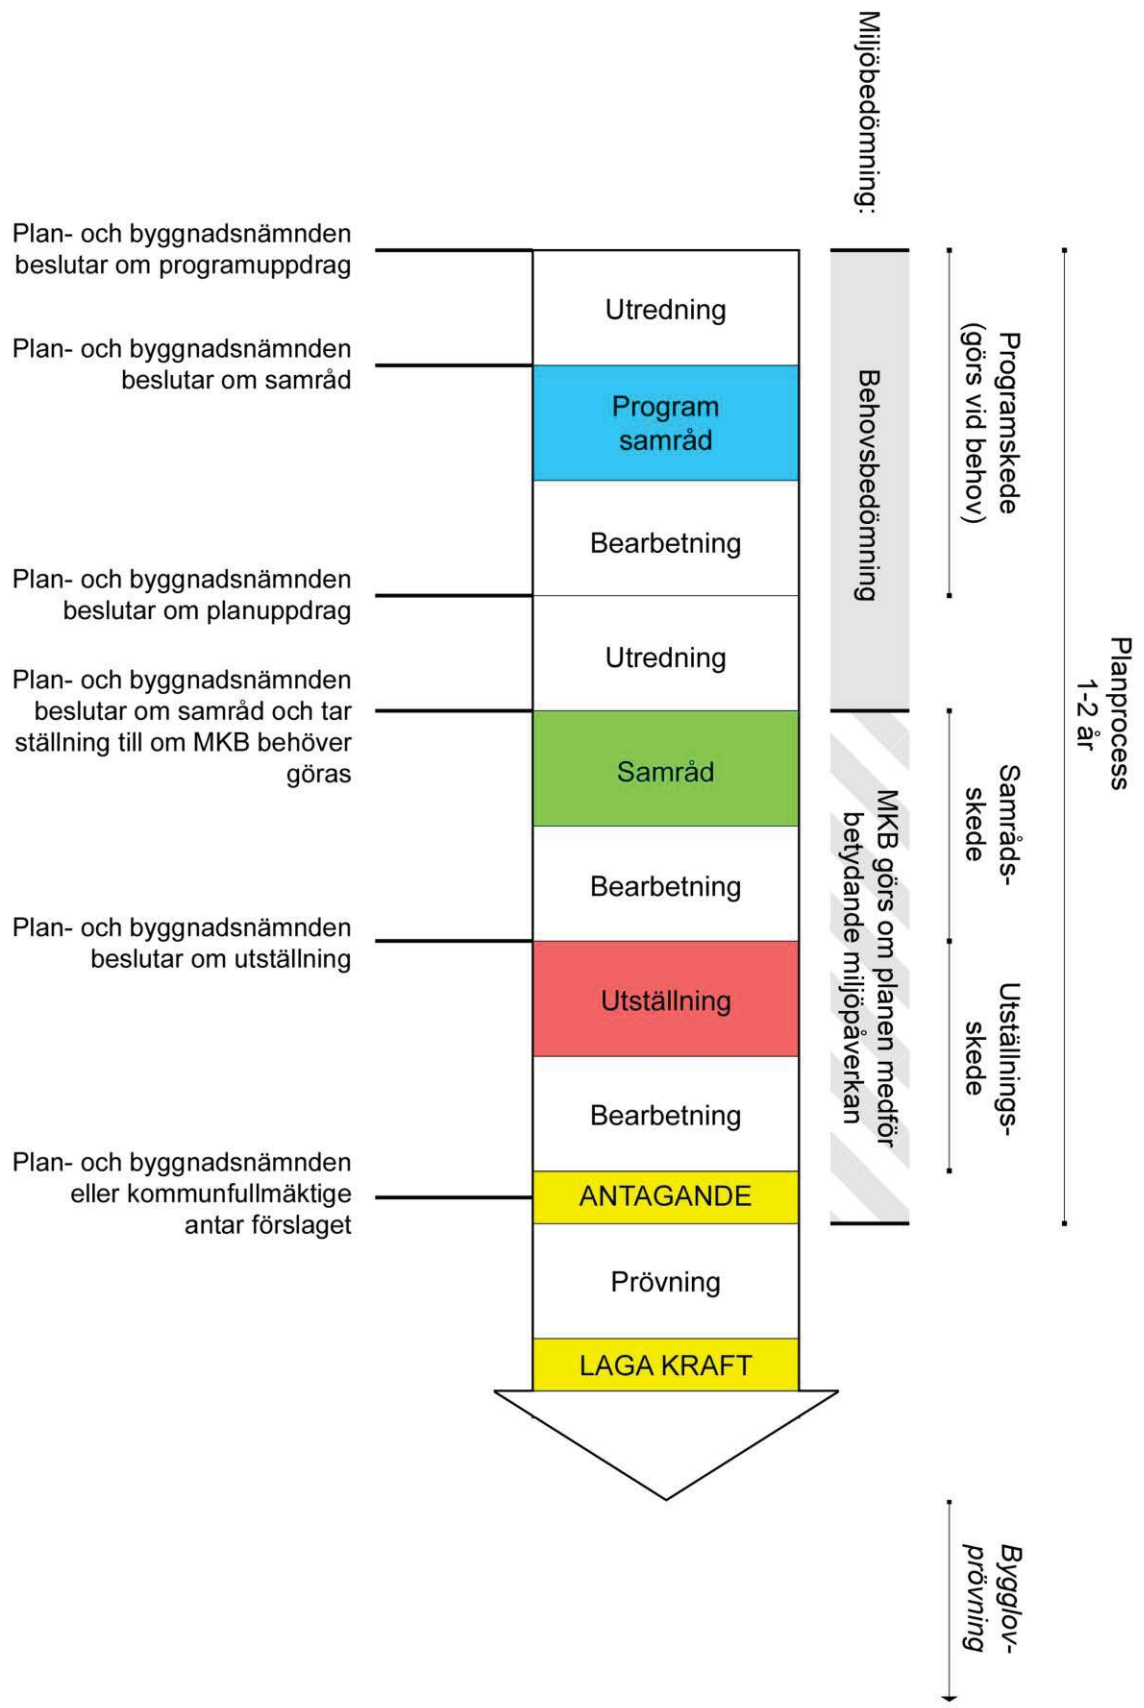 Miljöbedömning:
Plan- och byggnadsnämnden
beslutar om programuppdrag
Plan- och byggnadsnämnden
beslutar om samråd
Plan- och byggnadsnämnden
beslutar om planuppdrag
Plan- och byggnadsnämnden
beslutar om samråd och tar
ställning till om MKB behöver
göras
Plan- och byggnadsnämnden
beslutar om utställning
Plan- och byggnadsnämnden
eller kommunfullmäktige
antar förslaget
Utredning
Program
samråd
Bearbetning
Utredning
Samråd
Bearbetning
Utställning
Bearbetning
ANTAGANDE
Prövning
LAGA KRAFT
Behovsbedömning
MKB görs om planen medför
betydande miljöpåverkan
Programskede
(görs vid behov)
Samråds-
skede
Utställnings-
skede
Planprocess
1-2 år
Bygglov-
prövning